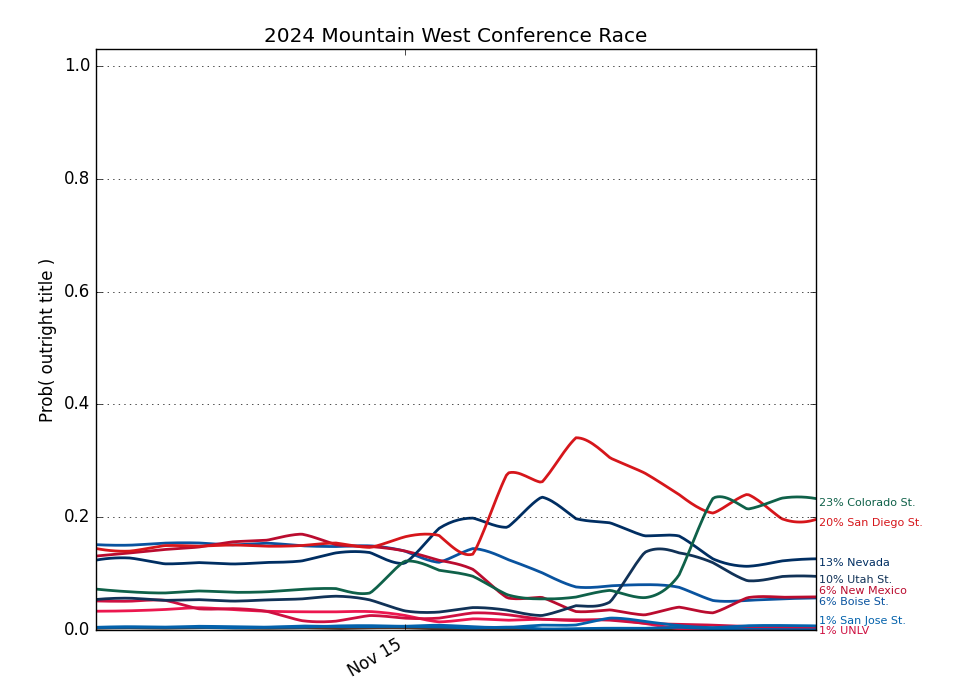 2024 Mountain West Conference Race
Prob( outright title )
1.0
0.8
0.6
0.4
0.2
0.0
Nov 15
23% Colorado St.
20% San Diego St.
13% Nevada
10% Utah St.
6% New Mexico
6% Boise St.
1% San Jose St.
1% UNLV